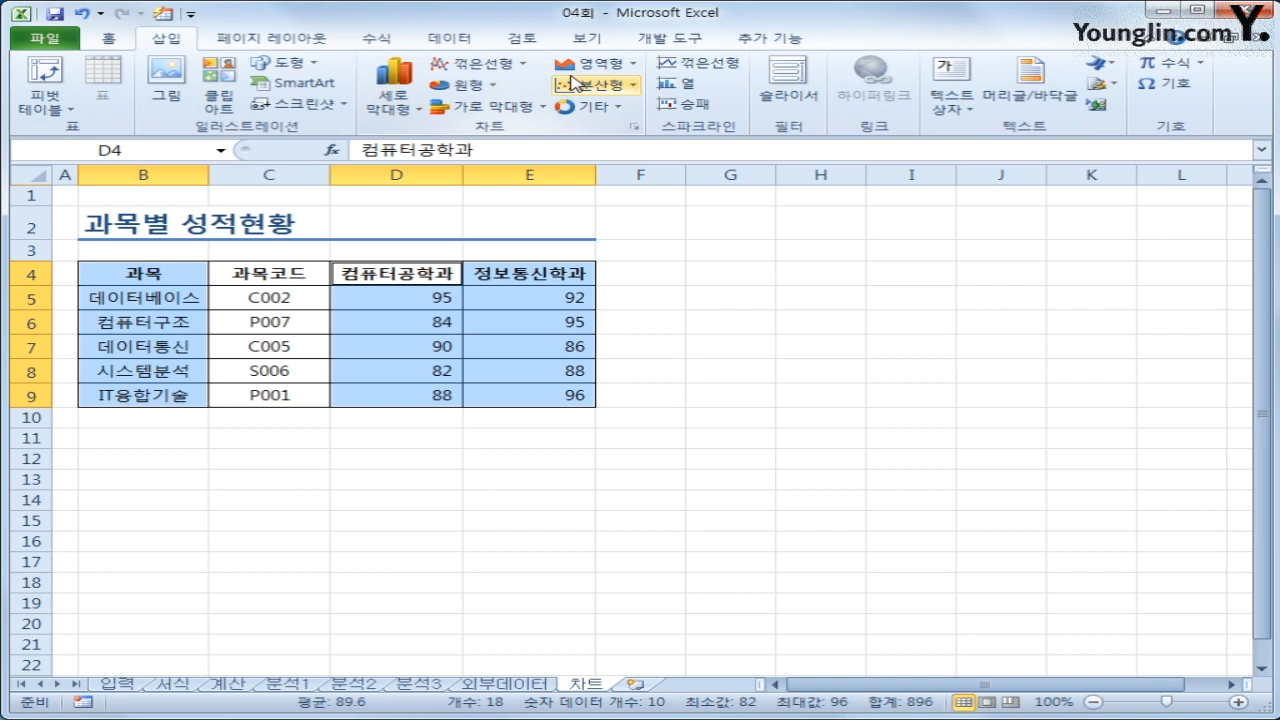 04회 - Microsoft Excel
Younglin.com Y.
파일 홈 삽입 페이지 레이아웃 수식 데이터 검토 보기 개발 도구 추가 기능
피벗 테이블
표
표
그림
클립 아트
도형
SmartArt
스크린샷
일러스트레이션
세로 막대형
꺾은선형
원형
가로 막대형
영역형
분산형
기타
차트
꺾은선형
열
승패
스파크라인
슬라이서
필터
하이퍼링크
링크
텍스트 상자
머리글/바닥글
텍스트
π 수식
Ω 기호
기호
D4 fx 컴퓨터공학과
A B C D E F G H I J K L
1
2 과목별 성적현황
3
4 과목 과목코드 컴퓨터공학과 정보통신학과
5 데이터베이스 C002 95 92
6 컴퓨터구조 P007 84 95
7 데이터통신 C005 90 86
8 시스템분석 S006 82 88
9 IT융합기술 P001 88 96
10
11
12
13
14
15
16
17
18
19
20
21
22
입력 서식 계산 분석1 분석2 분석3 외부데이터 차트
준비 평균: 89.6 개수: 18 숫자 데이터 개수: 10 최소값: 82 최대값: 96 합계: 896 100%